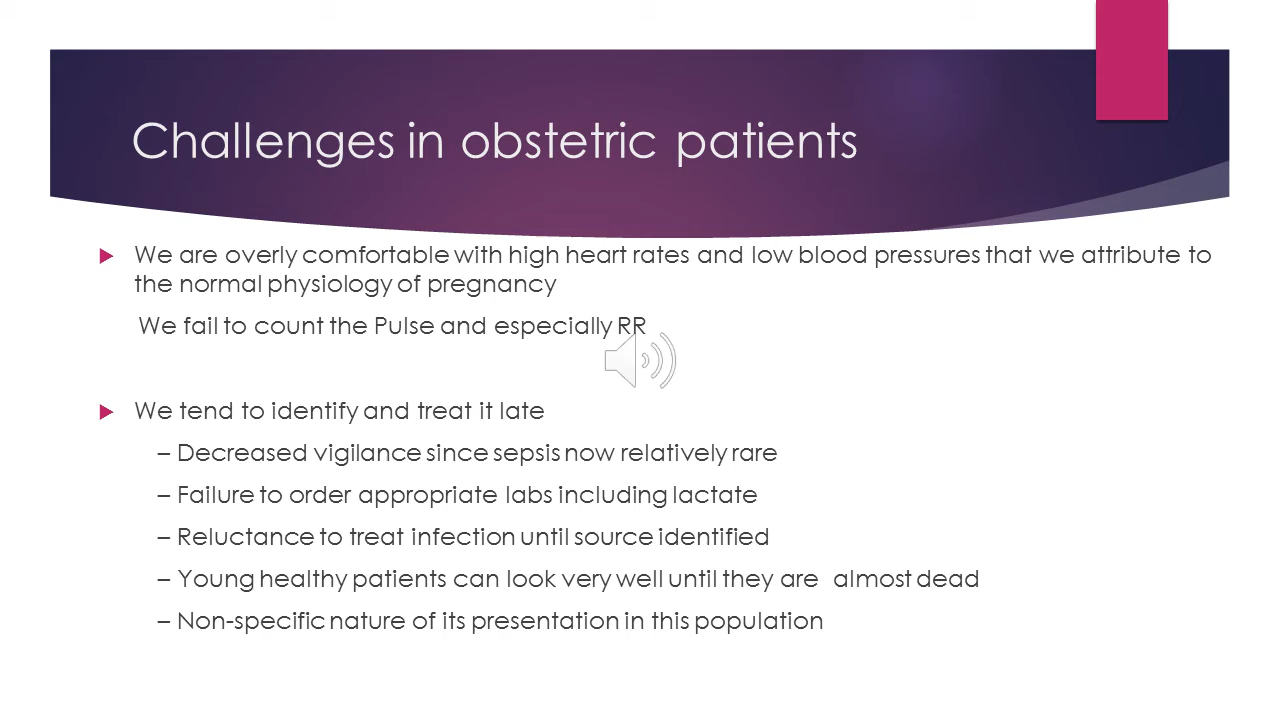 Challenges in obstetric patients
We are overly comfortable with high heart rates and low blood pressures that we attribute to
the normal physiology of pregnancy
We fail to count the Pulse and especially RR
We tend to identify and treat it late
– Decreased vigilance since sepsis now relatively rare
– Failure to order appropriate labs including lactate
– Reluctance to treat infection until source identified
– Young healthy patients can look very well until they are  almost dead
– Non-specific nature of its presentation in this population